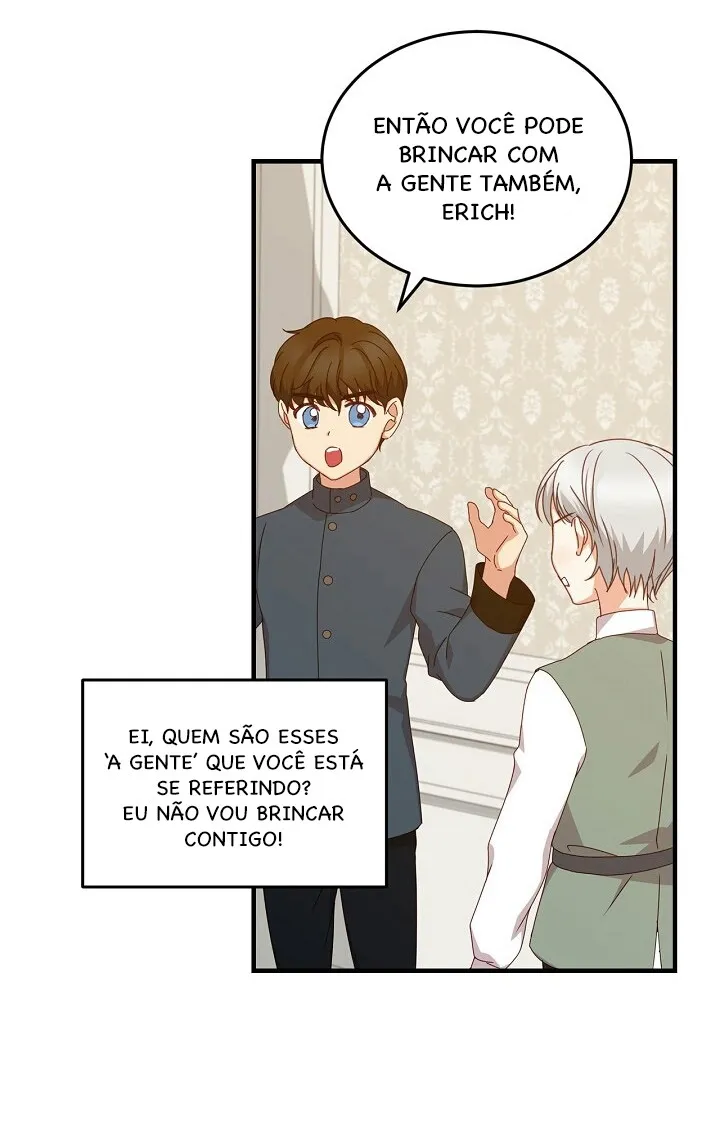 ENTÃO VOCÊ PODE
BRINCAR COM
A GENTE TAMBÉM,
ERICH!
EI, QUEM SÃO ESSES
‘A GENTE’ QUE VOCÊ ESTÁ
SE REFERINDO?
EU NÃO VOU BRINCAR
CONTIGO!